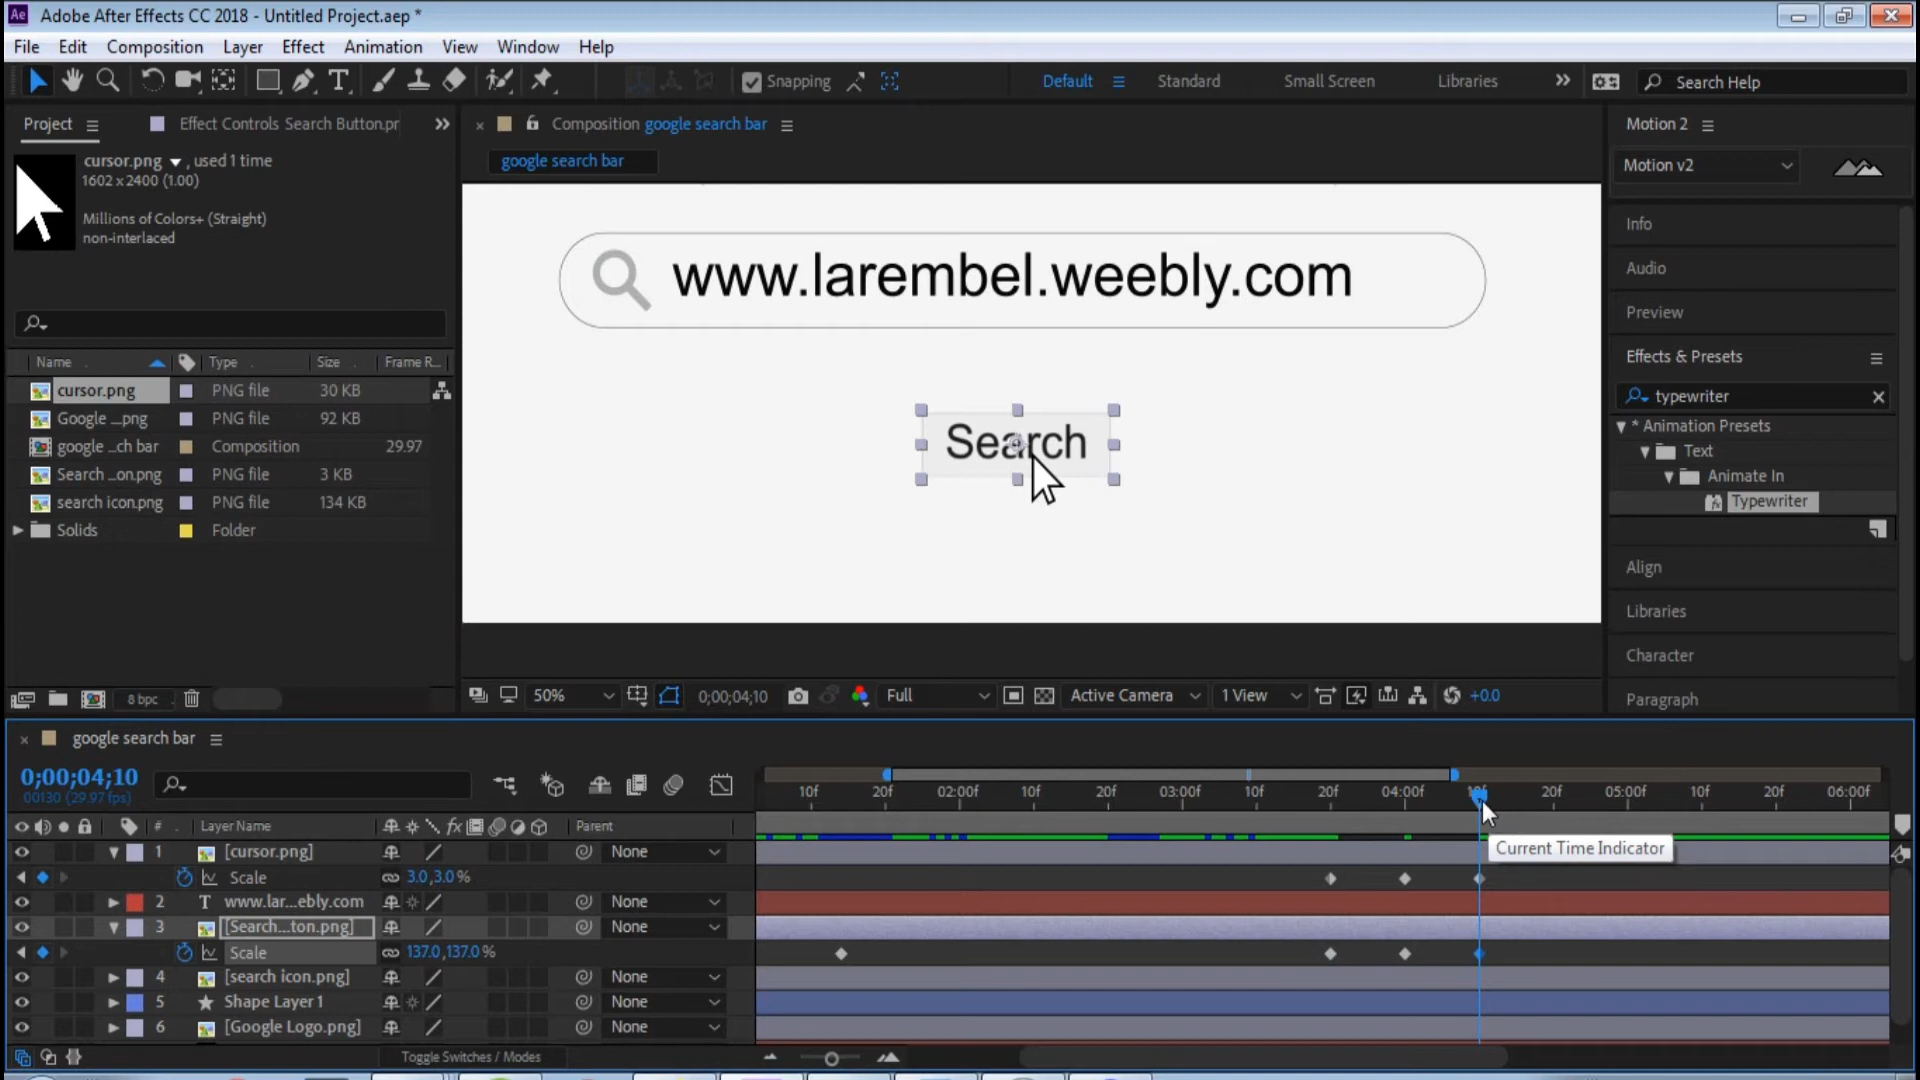 Ae Adobe After Effects CC 2018 - Untitled Project.aep *
File Edit Composition Layer Effect Animation View Window Help
Snapping Default Standard Small Screen Libraries Search Help
Project Effect Controls Search Button.pr
Composition google search bar
Motion 2
google search bar
Motion v2
cursor.png , used 1 time
1602 x 2400 (1.00)
Millions of Colors+ (Straight)
non-interlaced
Name Type Size Frame R...
cursor.png PNG file 30 KB
Google ...png PNG file 92 KB
google ...ch bar Composition 29.97
Search ...on.png PNG file 3 KB
search icon.png PNG file 134 KB
Solids Folder
8 bpc
www.larembel.weebly.com
Search
50% 0;00;04;10 Full Active Camera 1 View +0.0
Info
Audio
Preview
Effects & Presets
typewriter
* Animation Presets
Text
Animate In
Typewriter
Align
Libraries
Character
Paragraph
google search bar
0;00;04;10
00130 (29.97 fps)
10f 20f 02:00f 10f 20f 03:00f 10f 20f 04:00f 10f 20f 05:00f 10f 20f 06:00f
# Layer Name fx Parent
Current Time Indicator
1 [cursor.png] None
Scale 3.0,3.0%
2 T www.lar...ebly.com None
3 [Search...ton.png] None
Scale 137.0,137.0%
4 [search icon.png] None
5 Shape Layer 1 None
6 [Google Logo.png] None
Toggle Switches / Modes